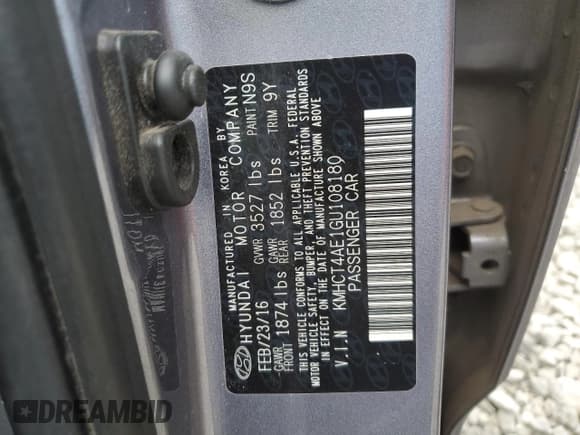 MANUFACTURED IN KOREA BY
HYUNDAI MOTOR COMPANY
FEB/23/16 GVWR 3527 lbs PAINT N9S
GAWR FRONT 1874 lbs GAWR REAR 1852 lbs TRIM 9Y
THIS VEHICLE CONFORMS TO ALL APPLICABLE U.S.A. FEDERAL
MOTOR VEHICLE SAFETY, BUMPER, AND THEFT PREVENTION STANDARDS
IN EFFECT ON THE DATE OF MANUFACTURE SHOWN ABOVE
V.I.N KMHCT4AE1GU108180
PASSENGER CAR
DREAMBID